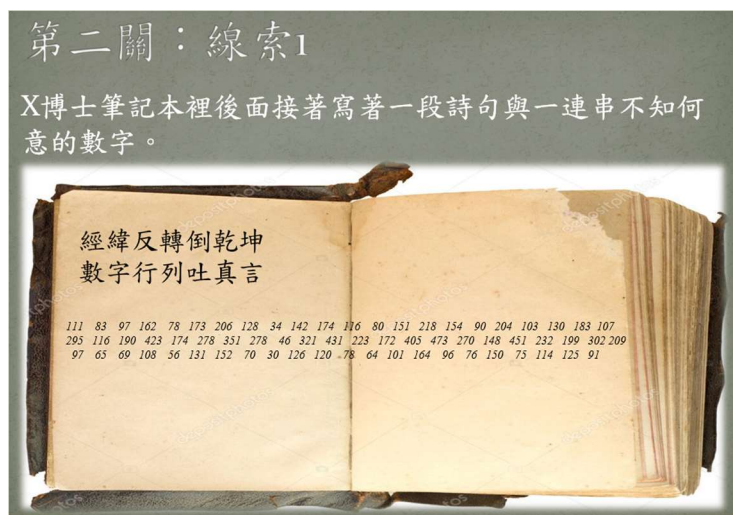 第二關：線索1
X博士筆記本裡後面接著寫著一段詩句與一連串不知何
意的數字。
經緯反轉倒乾坤
數字行列吐真言
111 83 97 162 78 173 206 128 34 142 174 116 80 151 218 154 90 204 103 130 183 107
295 116 190 423 174 278 351 278 46 321 431 223 172 405 473 270 148 451 232 199 302 209
97 65 69 108 56 131 152 70 30 126 120 78 64 101 164 96 76 150 75 114 125 91